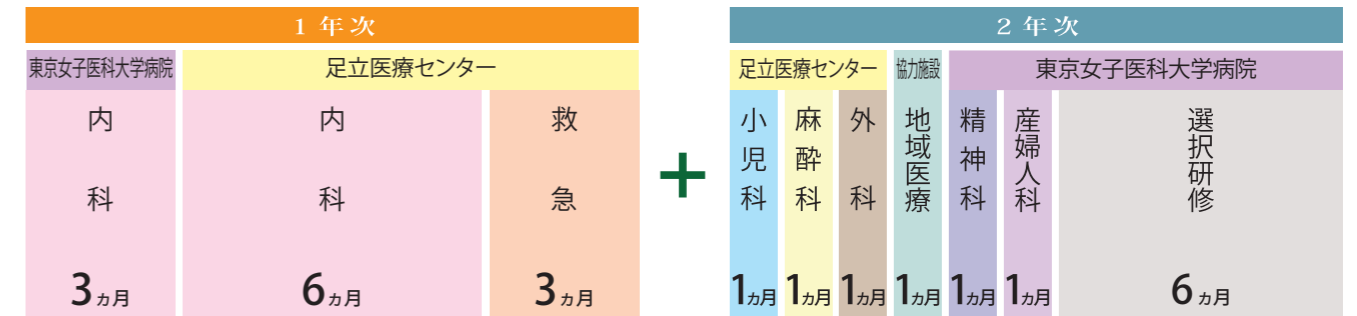 1年次
東京女子医科大学病院
足立医療センター
内科
3ヵ月
内科
6ヵ月
救急
3ヵ月
+
2年次
足立医療センター
協力施設
東京女子医科大学病院
小児科
1ヵ月
麻酔科
1ヵ月
外科
1ヵ月
地域医療
1ヵ月
精神科
1ヵ月
産婦人科
1ヵ月
選択研修
6ヵ月